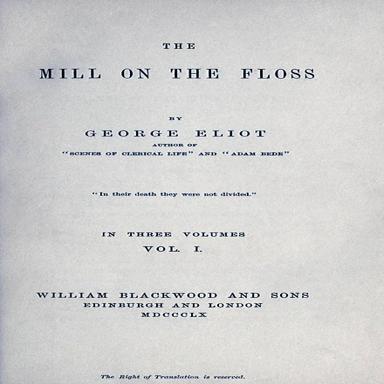 THE
MILL ON THE FLOSS
BY
GEORGE ELIOT
AUTHOR OF
"SCENES OF CLERICAL LIFE" AND "ADAM BEDE"
"In their death they were not divided."
IN THREE VOLUMES
VOL. I.
WILLIAM BLACKWOOD AND SONS
EDINBURGH AND LONDON
MDCCCLX
The Right of Translation is reserved.